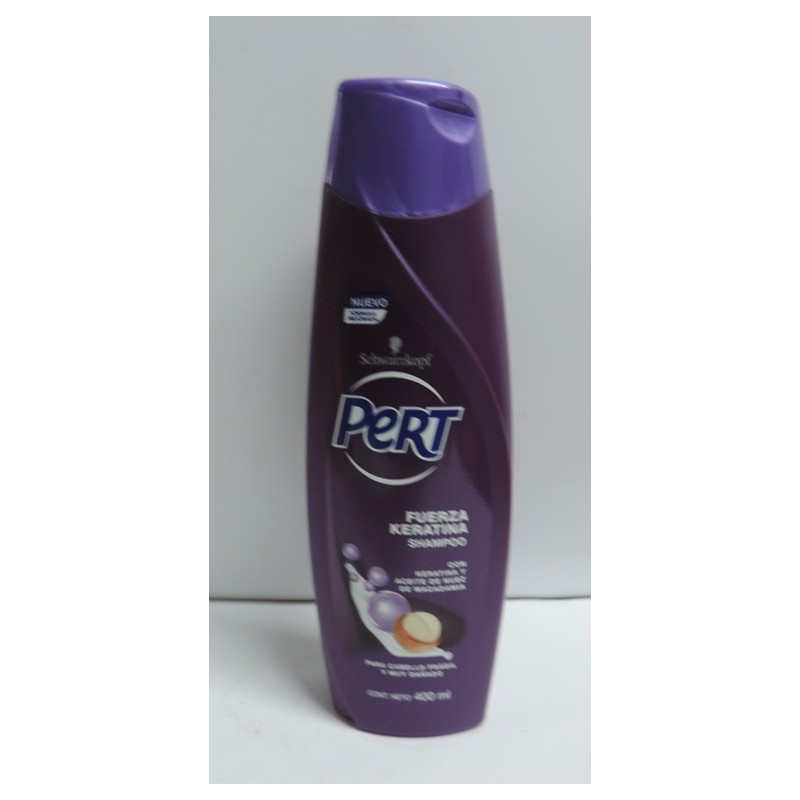 NUEVO
Schwarzkopf
PERT
FUERZA
KERATINA
SHAMPOO
CON
KERATINA Y
ACEITE DE NUEZ
DE MACADAMIA
PARA CABELLO FRÁGIL
Y MUY DAÑADO
CONT. NETO 400 ml